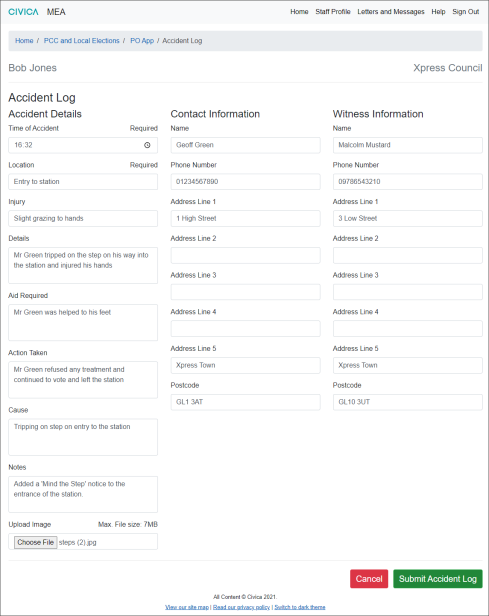 CIVICA MEA Home Staff Profile Letters and Messages Help Sign Out
Home / PCC and Local Elections / PO App / Accident Log
Bob Jones Xpress Council
Accident Log
Accident Details
Time of Accident Required
16:32
Location Required
Entry to station
Injury
Slight grazing to hands
Details
Mr Green tripped on the step on his way into
the station and injured his hands
Aid Required
Mr Green was helped to his feet
Action Taken
Mr Green refused any treatment and
continued to vote and left the station
Cause
Tripping on step on entry to the station
Notes
Added a 'Mind the Step' notice to the
entrance of the station.
Upload Image Max. File size: 7MB
Choose File steps (2).jpg
Contact Information
Name
Geoff Green
Phone Number
01234567890
Address Line 1
1 High Street
Address Line 2
Address Line 3
Address Line 4
Address Line 5
Xpress Town
Postcode
GL1 3AT
Witness Information
Name
Malcolm Mustard
Phone Number
09786543210
Address Line 1
3 Low Street
Address Line 2
Address Line 3
Address Line 4
Address Line 5
Xpress Town
Postcode
GL10 3UT
Cancel Submit Accident Log
All Content © Civica 2021.
View our site map | Read our privacy policy | Switch to dark theme